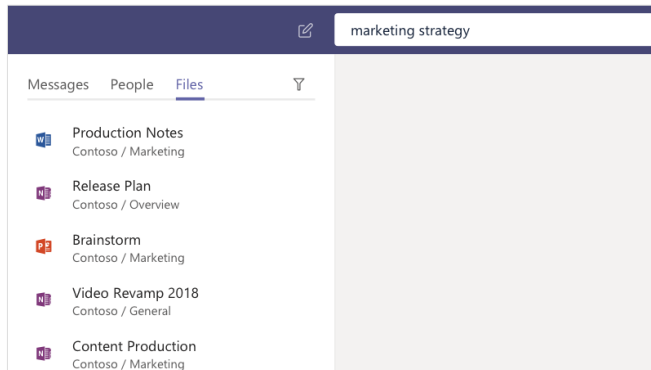 marketing strategy
Messages People Files
Production Notes
Contoso / Marketing
Release Plan
Contoso / Overview
Brainstorm
Contoso / Marketing
Video Revamp 2018
Contoso / General
Content Production
Contoso / Marketing